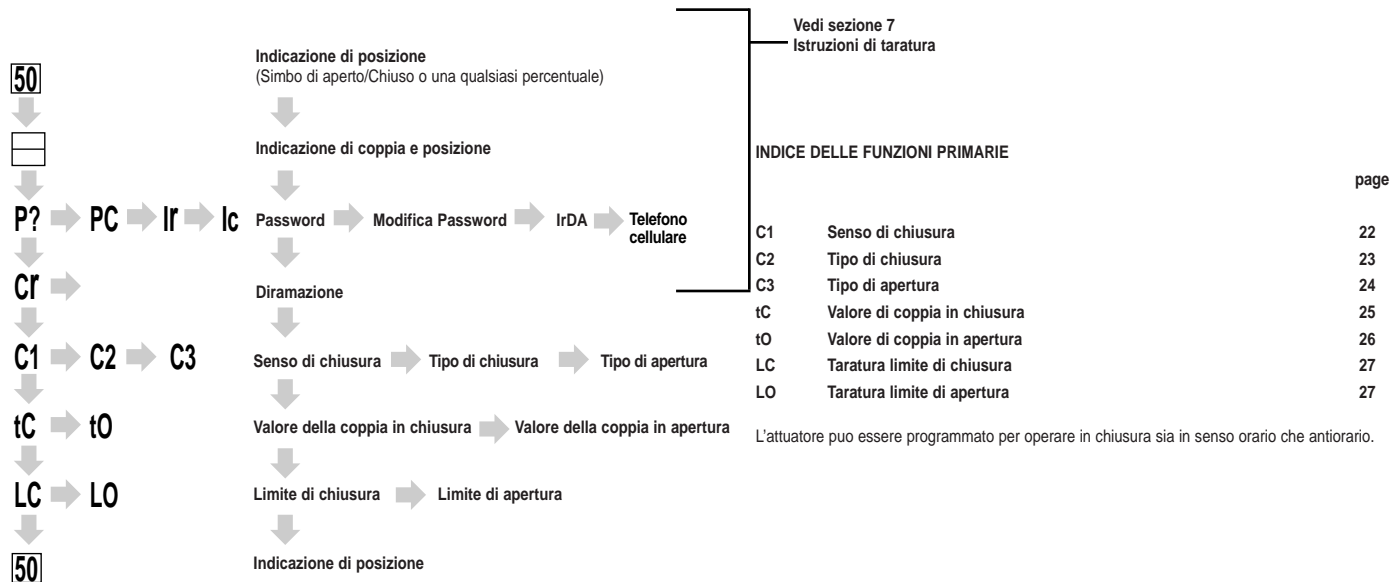 Vedi sezione 7
Istruzioni di taratura
50
Indicazione di posizione
(Simbo di aperto/Chiuso o una qualsiasi percentuale)
Indicazione di coppia e posizione
P? PC Ir Ic
Password Modifica Password IrDA Telefono
cellulare
Cr
Diramazione
C1 C2 C3
Senso di chiusura Tipo di chiusura Tipo di apertura
tC tO
Valore della coppia in chiusura Valore della coppia in apertura
LC LO
Limite di chiusura Limite di apertura
50
Indicazione di posizione
INDICE DELLE FUNZIONI PRIMARIE
page
C1 Senso di chiusura 22
C2 Tipo di chiusura 23
C3 Tipo di apertura 24
tC Valore di coppia in chiusura 25
tO Valore di coppia in apertura 26
LC Taratura limite di chiusura 27
LO Taratura limite di apertura 27
L'attuatore puo essere programmato per operare in chiusura sia in senso orario che antiorario.